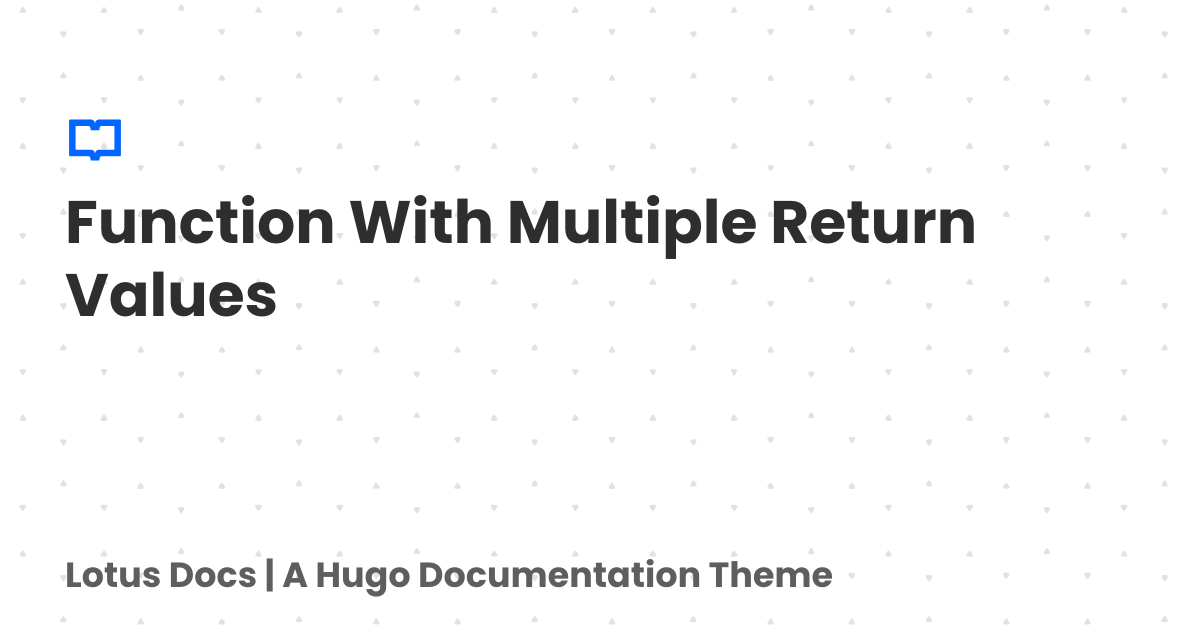 Function With Multiple Return
Values
Lotus Docs | A Hugo Documentation Theme